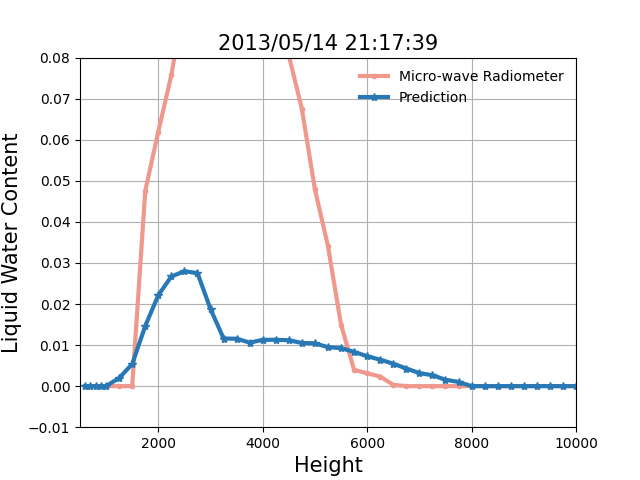 2013/05/14 21:17:39
Micro-wave Radiometer
Prediction
Liquid Water Content
0.08
0.07
0.06
0.05
0.04
0.03
0.02
0.01
0.00
−0.01
2000 4000 6000 8000 10000
Height